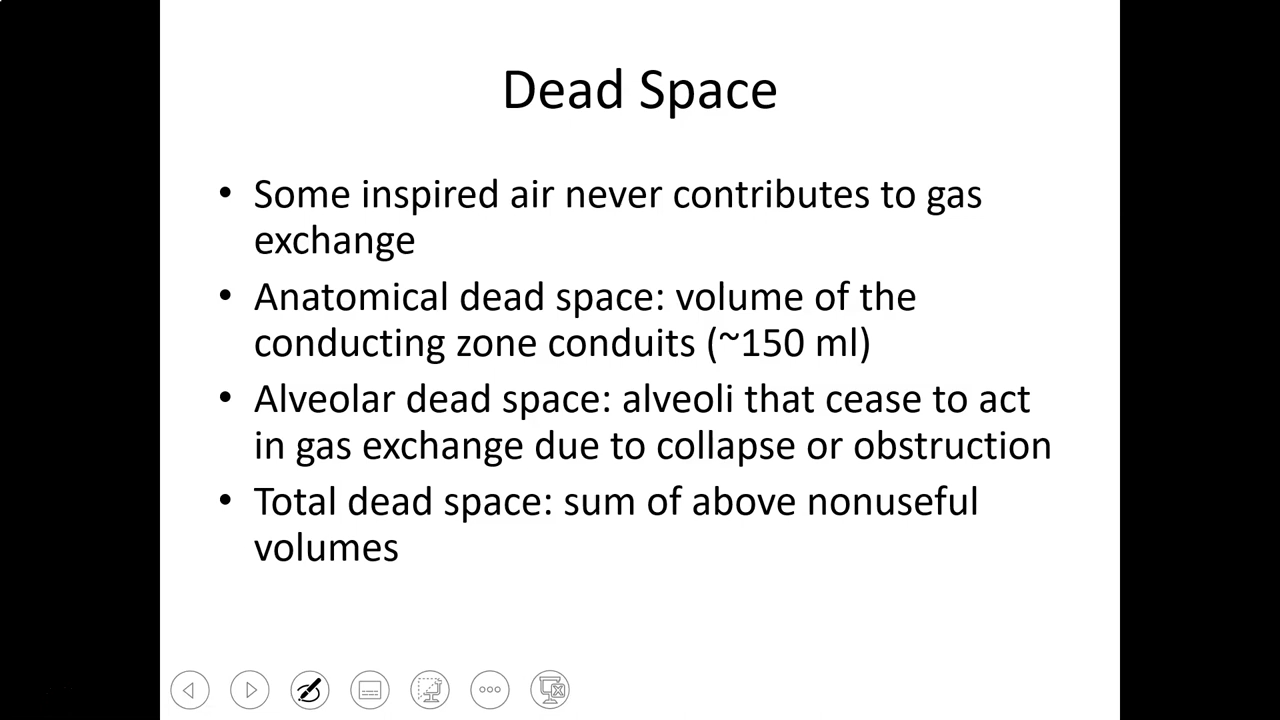 Dead Space
• Some inspired air never contributes to gas
exchange
• Anatomical dead space: volume of the
conducting zone conduits (~150 ml)
• Alveolar dead space: alveoli that cease to act
in gas exchange due to collapse or obstruction
• Total dead space: sum of above nonuseful
volumes